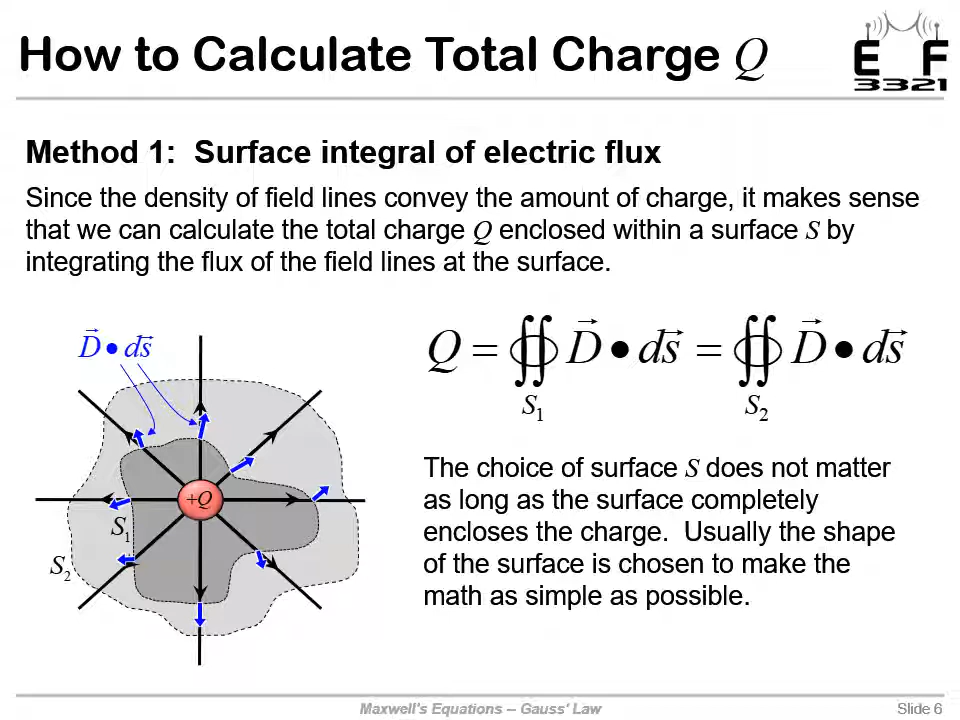 How to Calculate Total Charge Q
EMF
3321
Method 1: Surface integral of electric flux
Since the density of field lines convey the amount of charge, it makes sense
that we can calculate the total charge Q enclosed within a surface S by
integrating the flux of the field lines at the surface.
D⃗ • ds⃗
Q = ∯ D⃗ • ds⃗ = ∯ D⃗ • ds⃗
S₁ S₂
+Q
S₁
S₂
The choice of surface S does not matter
as long as the surface completely
encloses the charge. Usually the shape
of the surface is chosen to make the
math as simple as possible.
Maxwell's Equations -- Gauss' Law
Slide 6